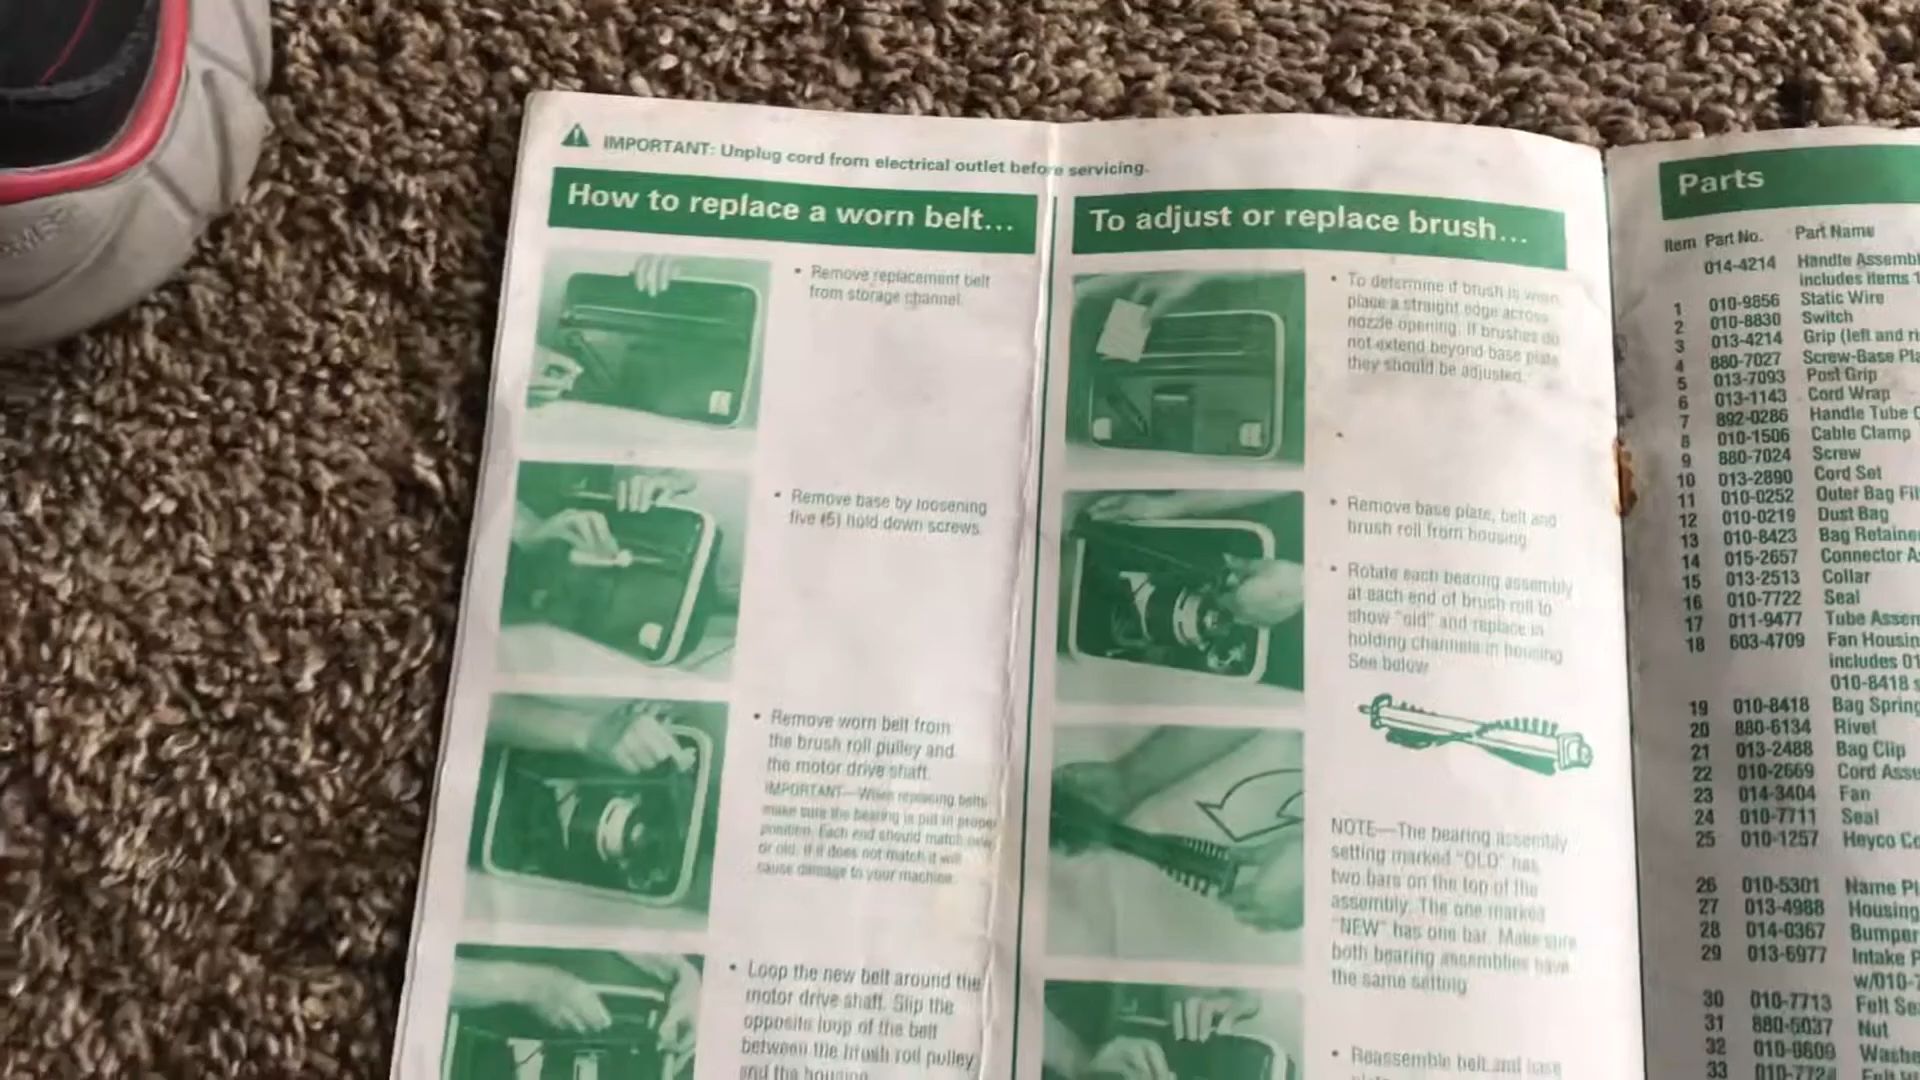 IMPORTANT: Unplug cord from electrical outlet before servicing.
How to replace a worn belt...
• Remove replacement belt
from storage channel.
• Remove base by loosening
five (5) hold down screws.
• Remove worn belt from
the brush roll pulley and
the motor drive shaft.
IMPORTANT—When replacing belts
make sure the bearing is put in proper
position. Each end should match new
or old. If it does not match it will
cause damage to your machine.
• Loop the new belt around the
motor drive shaft. Slip the
opposite loop of the belt
between the brush roll pulley
and the housing.
To adjust or replace brush...
• To determine if brush is worn,
place a straight edge across
nozzle opening. If brushes do
not extend beyond base plate
they should be adjusted.
• Remove base plate, belt and
brush roll from housing.
• Rotate each bearing assembly
at each end of brush roll to
show "old" and replace in
holding channels in housing.
See below.
NOTE—The bearing assembly
setting marked "OLD" has
two bars on the top of the
assembly. The one marked
"NEW" has one bar. Make sure
both bearing assemblies have
the same setting
• Reassemble belt and base
Parts
Item Part No. Part Name
014-4214 Handle Assembl
includes items 1
1 010-9856 Static Wire
2 010-8830 Switch
3 013-4214 Grip (left and ri
4 880-7027 Screw-Base Pla
5 013-7093 Post Grip
6 013-1143 Cord Wrap
7 892-0286 Handle Tube C
8 010-1506 Cable Clamp
9 880-7024 Screw
10 013-2890 Cord Set
11 010-0252 Outer Bag Fil
12 010-0219 Dust Bag
13 010-8423 Bag Retaine
14 015-2657 Connector As
15 013-2513 Collar
16 010-7722 Seal
17 011-9477 Tube Assem
18 603-4709 Fan Housin
includes 01
010-8418 s
19 010-8418 Bag Spring
20 880-6134 Rivet
21 013-2488 Bag Clip
22 010-2669 Cord Asse
23 014-3404 Fan
24 010-7711 Seal
25 010-1257 Heyco Co
26 010-5301 Name Pl
27 013-4988 Housing
28 014-0367 Bumper
29 013-6977 Intake P
w/010-7
30 010-7713 Felt Se
31 880-5037 Nut
32 010-8609 Washe
33